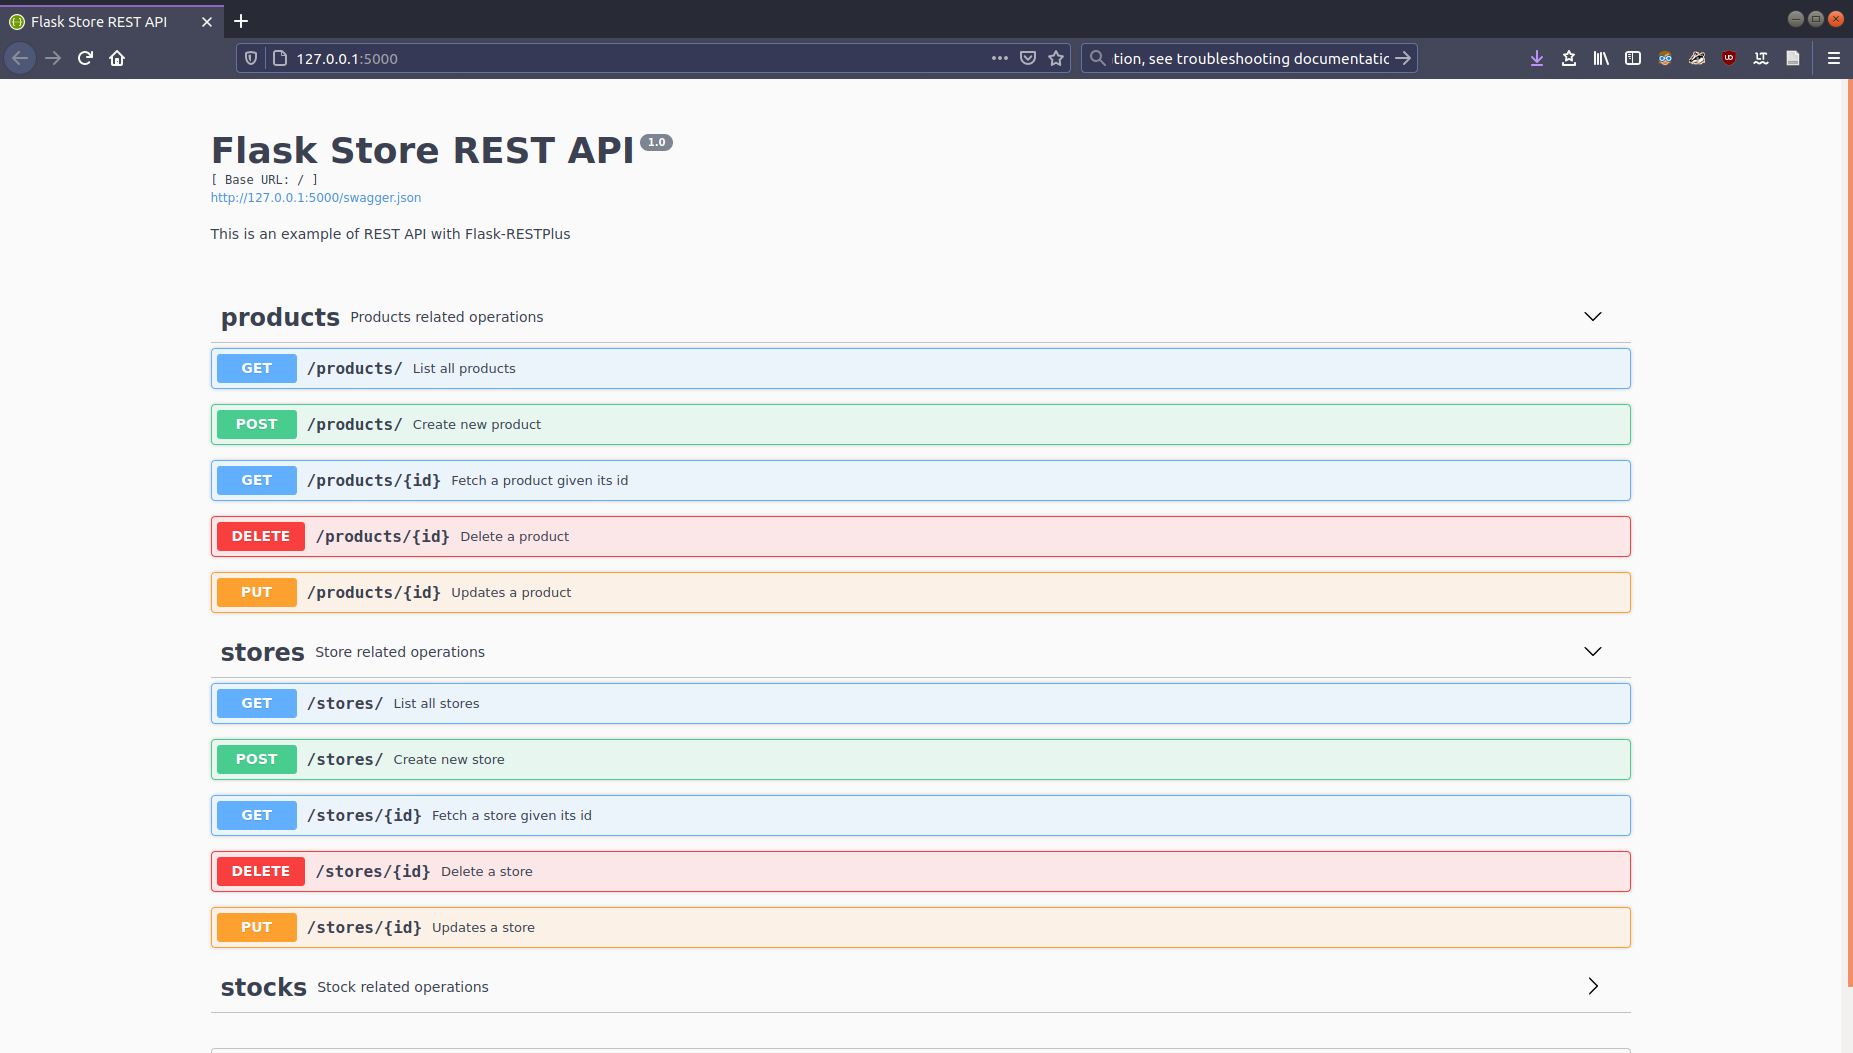 Flask Store REST API
127.0.0.1:5000
tion, see troubleshooting documentatic
Flask Store REST API 1.0
[ Base URL: / ]
http://127.0.0.1:5000/swagger.json
This is an example of REST API with Flask-RESTPlus
products Products related operations
GET /products/ List all products
POST /products/ Create new product
GET /products/{id} Fetch a product given its id
DELETE /products/{id} Delete a product
PUT /products/{id} Updates a product
stores Store related operations
GET /stores/ List all stores
POST /stores/ Create new store
GET /stores/{id} Fetch a store given its id
DELETE /stores/{id} Delete a store
PUT /stores/{id} Updates a store
stocks Stock related operations